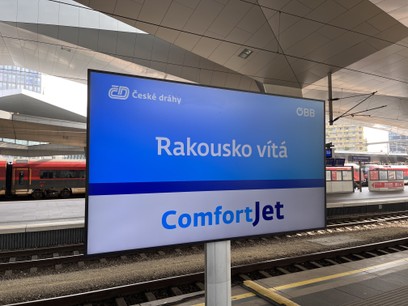 České dráhy
ÖBB
Rakousko vítá
ComfortJet